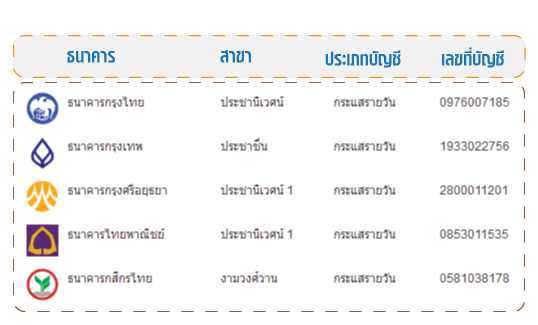 ธนาคาร สาขา ประเภทบัญชี เลขที่บัญชี
ธนาคารกรุงไทย ประชานิเวศน์ กระแสรายวัน 0976007185
ธนาคารกรุงเทพ ประชาชื่น กระแสรายวัน 1933022756
ธนาคารกรุงศรีอยุธยา ประชานิเวศน์ 1 กระแสรายวัน 2800011201
ธนาคารไทยพาณิชย์ ประชานิเวศน์ 1 กระแสรายวัน 0853011535
ธนาคารกสิกรไทย งามวงศ์วาน กระแสรายวัน 0581038178